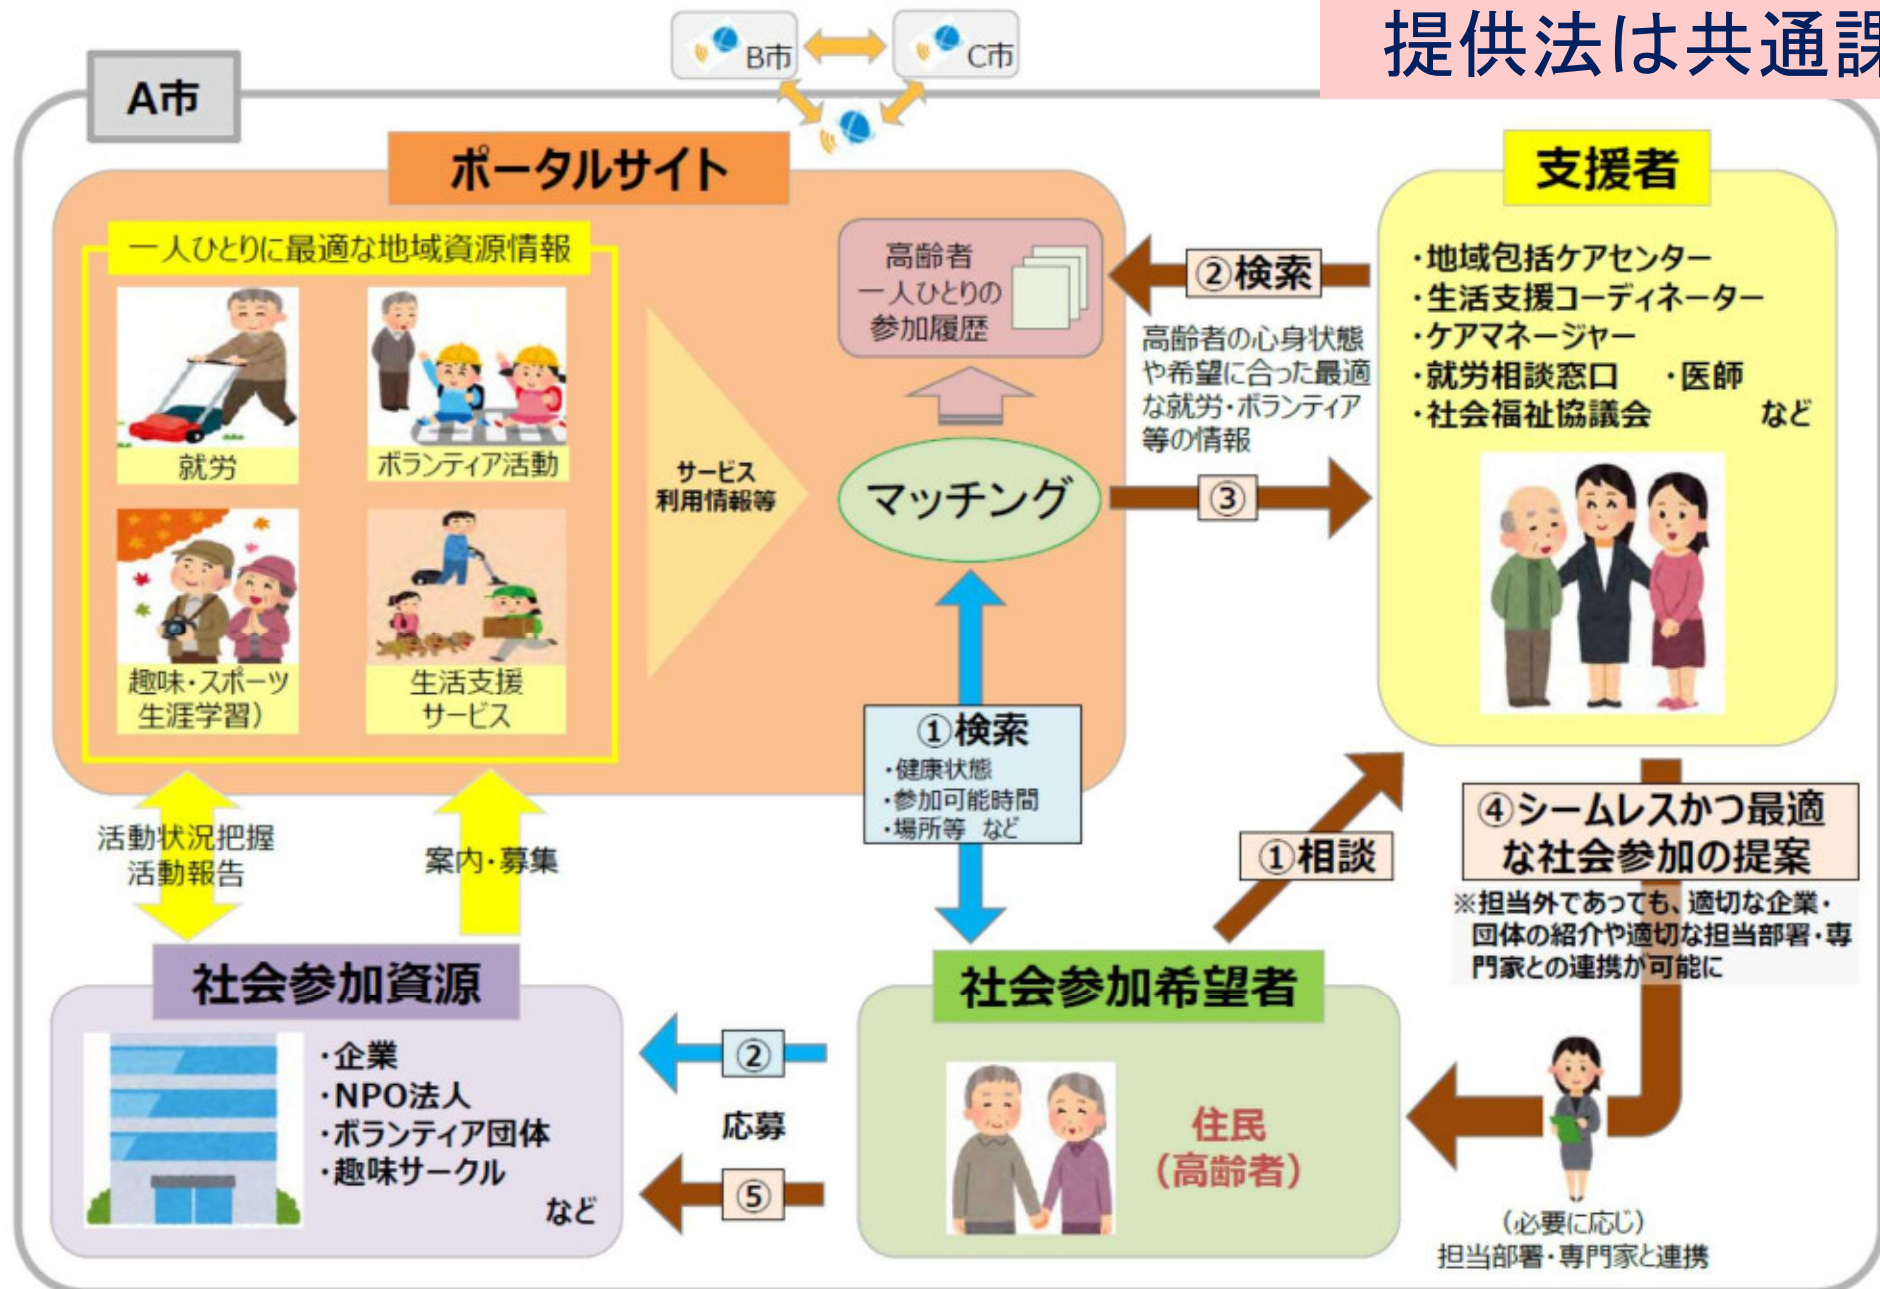 提供法は共通課
B市
C市
A市
ポータルサイト
一人ひとりに最適な地域資源情報
就労
ボランティア活動
趣味・スポーツ
生涯学習）
生活支援
サービス
サービス
利用情報等
高齢者
一人ひとりの
参加履歴
マッチング
②検索
高齢者の心身状態
や希望に合った最適
な就労・ボランティア
等の情報
③
支援者
・地域包括ケアセンター
・生活支援コーディネーター
・ケアマネージャー
・就労相談窓口　・医師
・社会福祉協議会　など
①検索
・健康状態
・参加可能時間
・場所等 など
活動状況把握
活動報告
案内・募集
①相談
④シームレスかつ最適
な社会参加の提案
※担当外であっても、適切な企業・
団体の紹介や適切な担当部署・専
門家との連携が可能に
社会参加資源
・企業
・NPO法人
・ボランティア団体
・趣味サークル
など
②
応募
⑤
社会参加希望者
住民
（高齢者）
（必要に応じ）
担当部署・専門家と連携